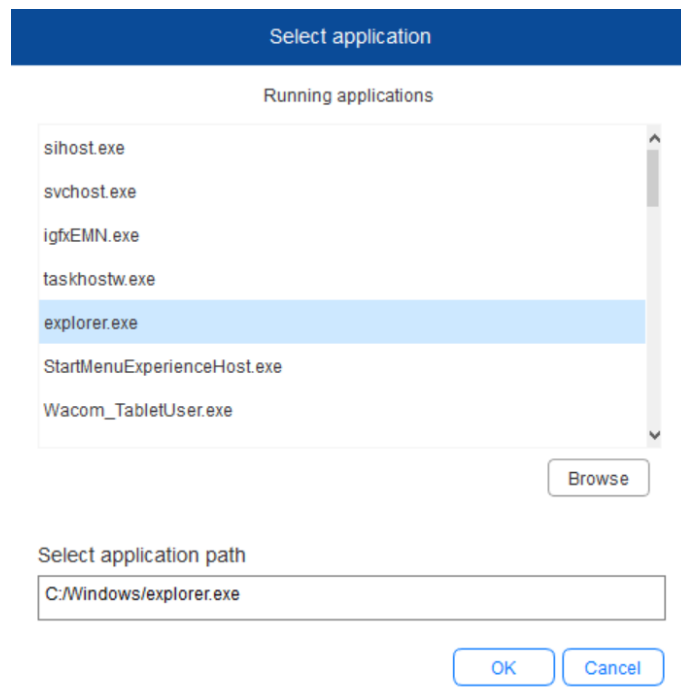 Select application
Running applications
sihost.exe
svchost.exe
igfxEMN.exe
taskhostw.exe
explorer.exe
StartMenuExperienceHost.exe
Wacom_TabletUser.exe
Browse
Select application path
C:/Windows/explorer.exe
OK Cancel